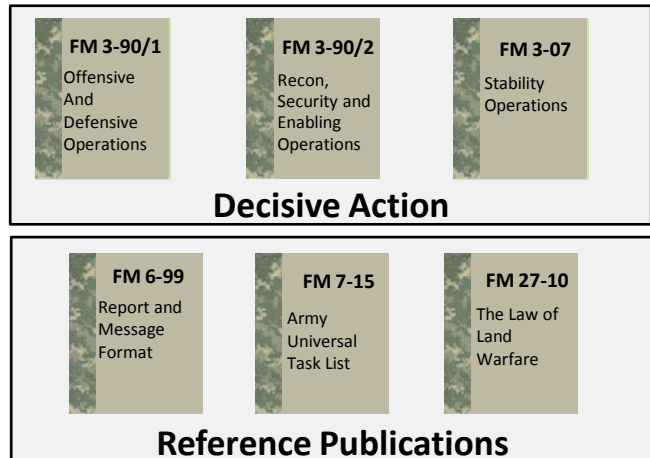 FM 3-90/1
Offensive
And
Defensive
Operations
FM 3-90/2
Recon,
Security and
Enabling
Operations
FM 3-07
Stability
Operations
Decisive Action
FM 6-99
Report and
Message
Format
FM 7-15
Army
Universal
Task List
FM 27-10
The Law of
Land
Warfare
Reference Publications